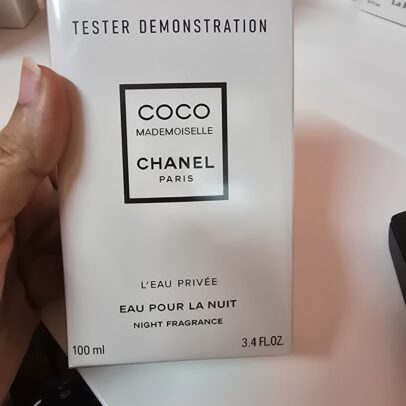 TESTER DEMONSTRATION
COCO
MADEMOISELLE
CHANEL
PARIS
L'EAU PRIVÉE
EAU POUR LA NUIT
NIGHT FRAGRANCE
100 ml
3.4 FL.OZ.